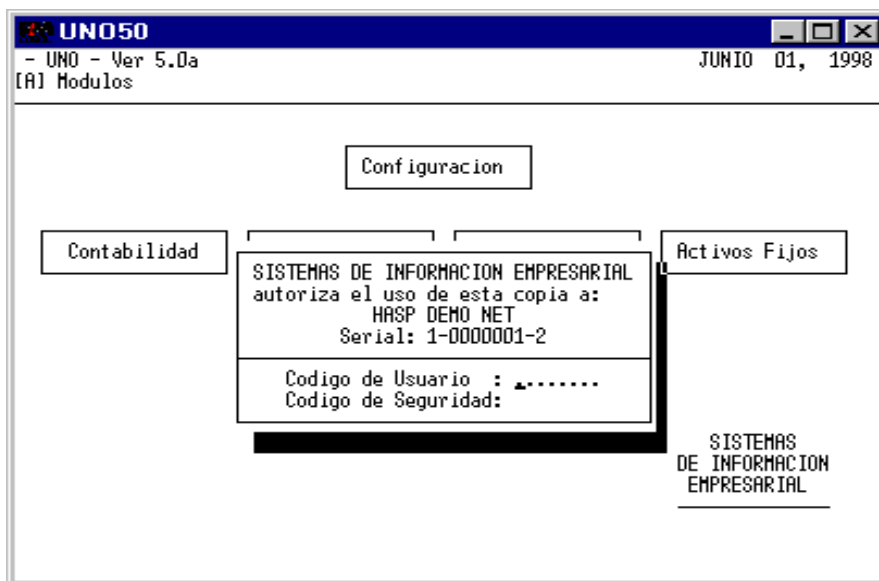 UNO50
- UNO - Ver 5.0a JUNIO 01, 1998
[A] Modulos
Configuracion
Contabilidad
Activos Fijos
SISTEMAS DE INFORMACION EMPRESARIAL
autoriza el uso de esta copia a:
HASP DEMO NET
Serial: 1-0000001-2
Codigo de Usuario : ........
Codigo de Seguridad:
SISTEMAS
DE INFORMACION
EMPRESARIAL